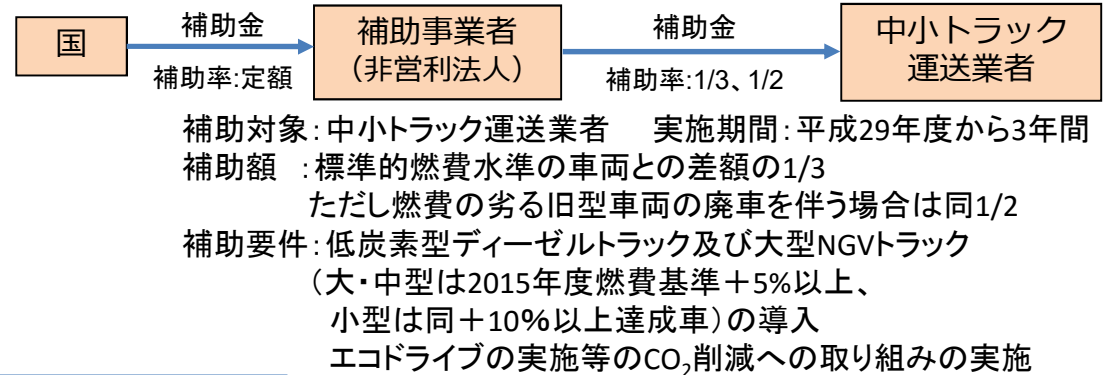 国
補助金
補助率:定額
補助事業者
（非営利法人）
補助金
補助率:1/3、1/2
中小トラック
運送業者
補助対象：中小トラック運送業者　実施期間：平成29年度から3年間
補助額　：標準的燃費水準の車両との差額の1/3
ただし燃費の劣る旧型車両の廃車を伴う場合は同1/2
補助要件：低炭素型ディーゼルトラック及び大型NGVトラック
（大・中型は2015年度燃費基準＋5%以上、
小型は同＋10％以上達成車）の導入
エコドライブの実施等のCO₂削減への取り組みの実施